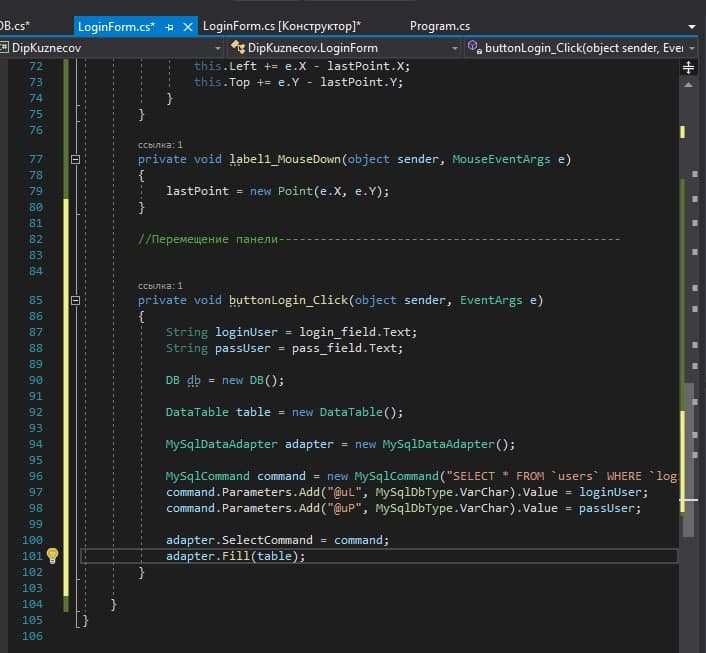 DB.cs*
LoginForm.cs*
LoginForm.cs [Конструктор]*
Program.cs
DipKuznecov
DipKuznecov.LoginForm
buttonLogin_Click(object sender, Eve
72 this.Left += e.X - lastPoint.X;
73 this.Top += e.Y - lastPoint.Y;
74 }
75 }
76
ссылка: 1
77 private void label1_MouseDown(object sender, MouseEventArgs e)
78 {
79 lastPoint = new Point(e.X, e.Y);
80 }
81
82 //Перемещение панели--------------------------------------------------
83
84
ссылка: 1
85 private void buttonLogin_Click(object sender, EventArgs e)
86 {
87 String loginUser = login_field.Text;
88 String passUser = pass_field.Text;
89
90 DB db = new DB();
91
92 DataTable table = new DataTable();
93
94 MySqlDataAdapter adapter = new MySqlDataAdapter();
95
96 MySqlCommand command = new MySqlCommand("SELECT * FROM `users` WHERE `log
97 command.Parameters.Add("@uL", MySqlDbType.VarChar).Value = loginUser;
98 command.Parameters.Add("@uP", MySqlDbType.VarChar).Value = passUser;
99
100 adapter.SelectCommand = command;
101 adapter.Fill(table);
102 }
103
104 }
105 }
106